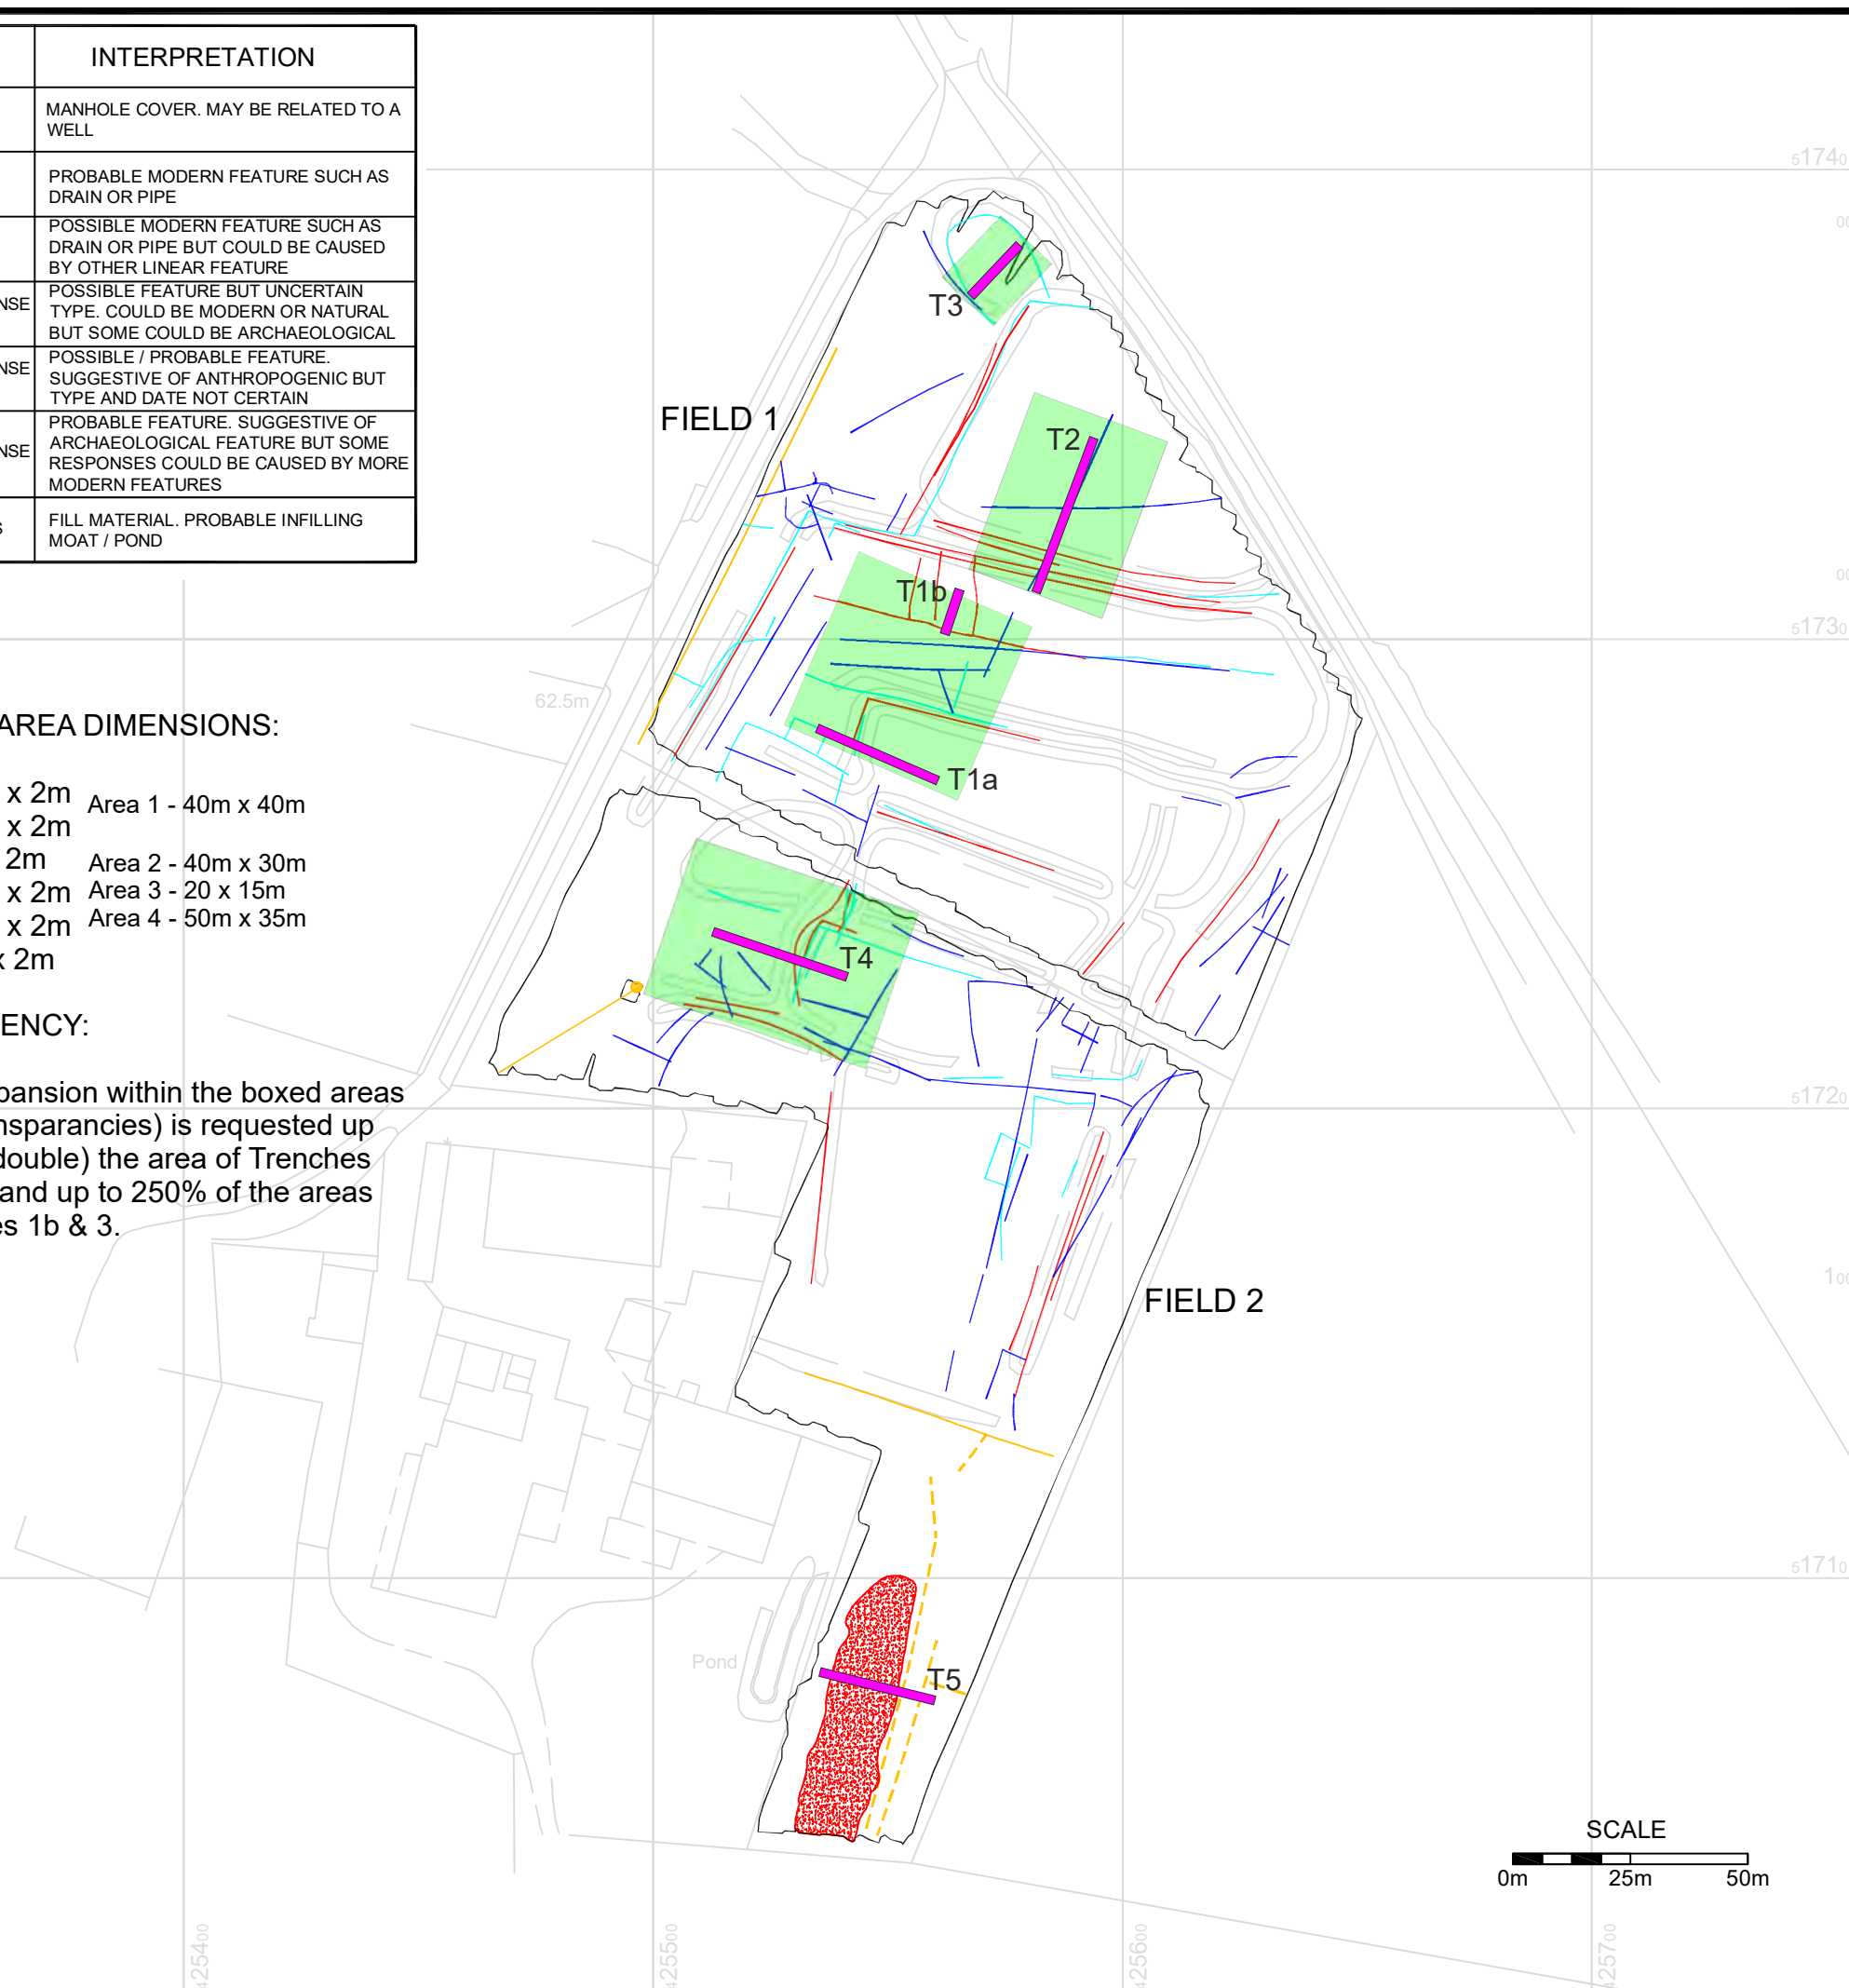 INTERPRETATION
MANHOLE COVER. MAY BE RELATED TO A
WELL
PROBABLE MODERN FEATURE SUCH AS
DRAIN OR PIPE
POSSIBLE MODERN FEATURE SUCH AS
DRAIN OR PIPE BUT COULD BE CAUSED
BY OTHER LINEAR FEATURE
NSE
POSSIBLE FEATURE BUT UNCERTAIN
TYPE. COULD BE MODERN OR NATURAL
BUT SOME COULD BE ARCHAEOLOGICAL
NSE
POSSIBLE / PROBABLE FEATURE.
SUGGESTIVE OF ANTHROPOGENIC BUT
TYPE AND DATE NOT CERTAIN
NSE
PROBABLE FEATURE. SUGGESTIVE OF
ARCHAEOLOGICAL FEATURE BUT SOME
RESPONSES COULD BE CAUSED BY MORE
MODERN FEATURES
S
FILL MATERIAL. PROBABLE INFILLING
MOAT / POND
AREA DIMENSIONS:
x 2m
Area 1 - 40m x 40m
x 2m
2m
Area 2 - 40m x 30m
x 2m
Area 3 - 20 x 15m
x 2m
Area 4 - 50m x 35m
x 2m
ENCY:
pansion within the boxed areas
nsparancies) is requested up
double) the area of Trenches
and up to 250% of the areas
es 1b & 3.
FIELD 1
T3
T2
T1b
T1a
62.5m
T4
FIELD 2
Pond
T5
51740
00
00
51730
51720
100
51710
SCALE
0m
25m
50m
425400
425500
425600
425700